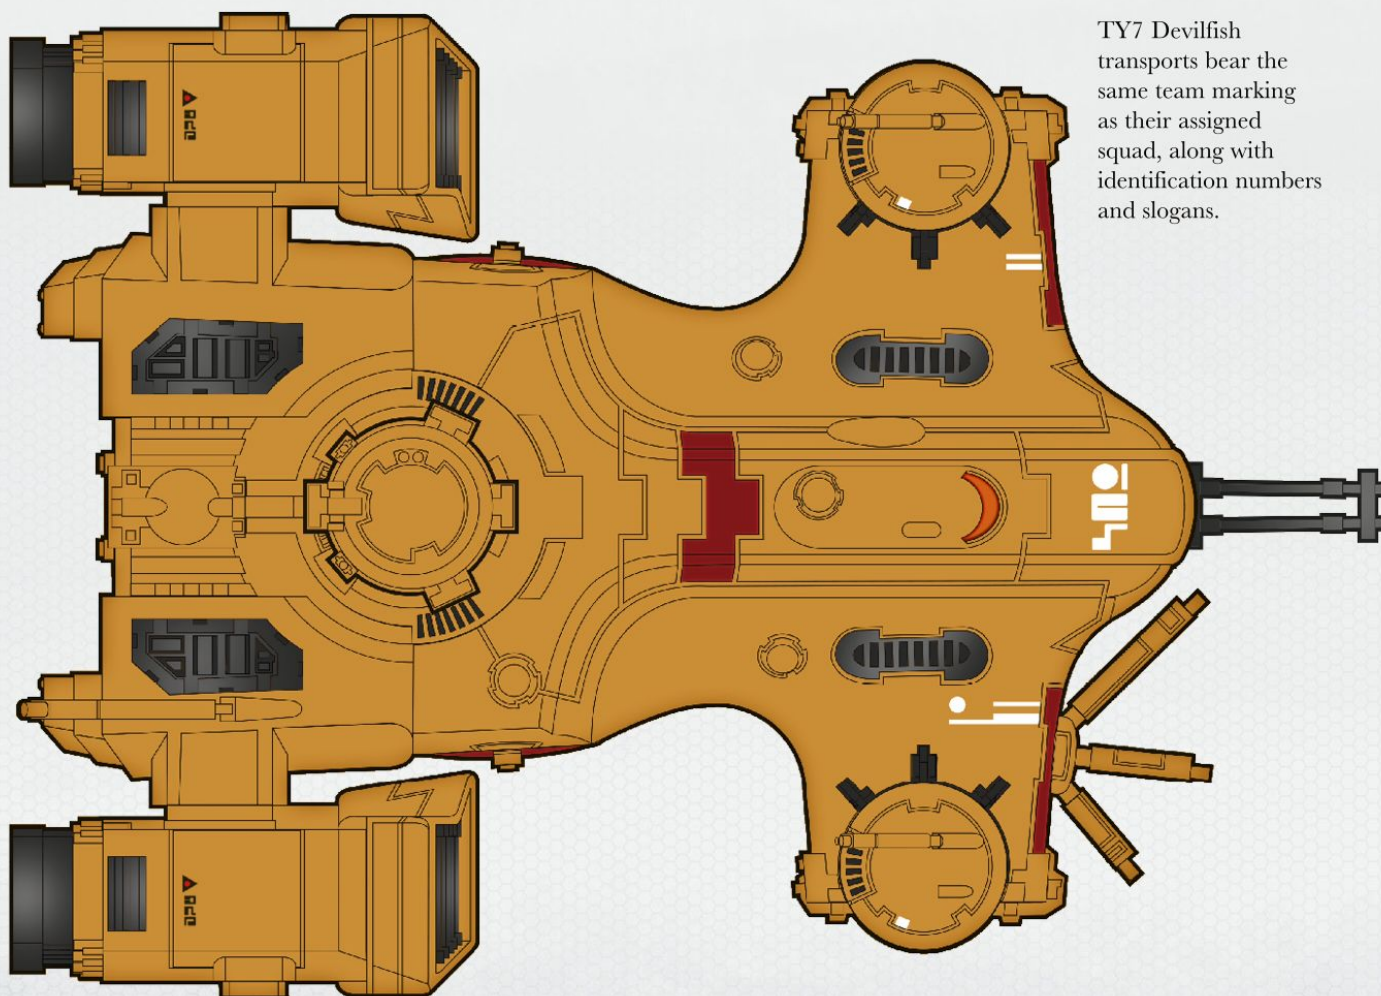 TY7 Devilfish
transports bear the
same team marking
as their assigned
squad, along with
identification numbers
and slogans.